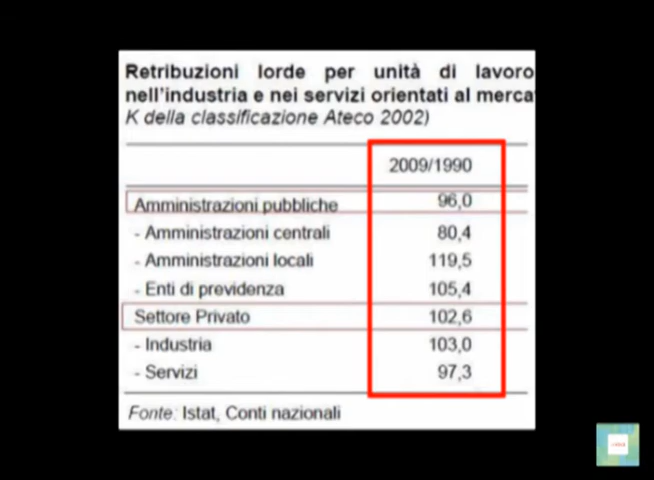 Retribuzioni lorde per unità di lavoro
nell'industria e nei servizi orientati al merca
K della classificazione Ateco 2002)
2009/1990
Amministrazioni pubbliche 96,0
- Amministrazioni centrali 80,4
- Amministrazioni locali 119,5
- Enti di previdenza 105,4
Settore Privato 102,6
- Industria 103,0
- Servizi 97,3
Fonte: Istat, Conti nazionali